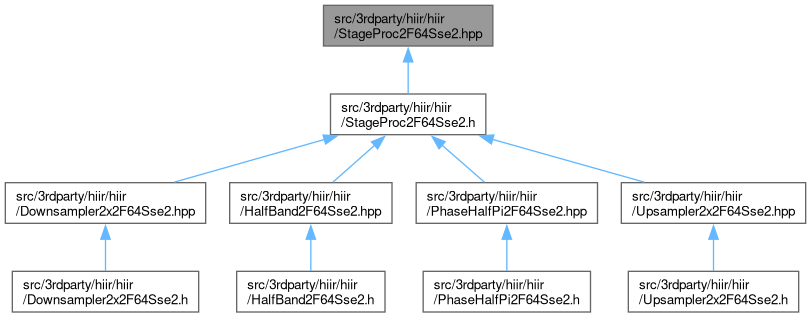 src/3rdparty/hiir/hiir
/StageProc2F64Sse2.hpp
src/3rdparty/hiir/hiir
/StageProc2F64Sse2.h
src/3rdparty/hiir/hiir
/Downsampler2x2F64Sse2.hpp
src/3rdparty/hiir/hiir
/HalfBand2F64Sse2.hpp
src/3rdparty/hiir/hiir
/PhaseHalfPi2F64Sse2.hpp
src/3rdparty/hiir/hiir
/Upsampler2x2F64Sse2.hpp
src/3rdparty/hiir/hiir
/Downsampler2x2F64Sse2.h
src/3rdparty/hiir/hiir
/HalfBand2F64Sse2.h
src/3rdparty/hiir/hiir
/PhaseHalfPi2F64Sse2.h
src/3rdparty/hiir/hiir
/Upsampler2x2F64Sse2.h